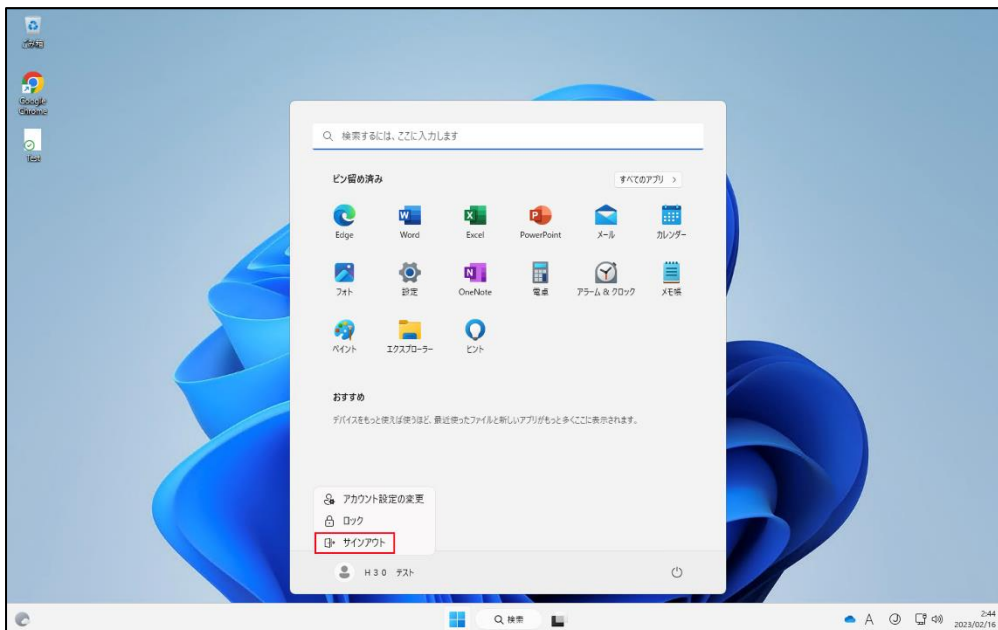 ごみ箱
Google
Chrome
Test
検索するには、ここに入力します
ピン留め済み
すべてのアプリ >
Edge
Word
Excel
PowerPoint
メール
カレンダー
フォト
設定
OneNote
電卓
アラーム & クロック
メモ帳
ペイント
エクスプローラー
ヒント
おすすめ
デバイスをもっと使えば使うほど、最近使ったファイルと新しいアプリがもっと多くここに表示されます。
アカウント設定の変更
ロック
サインアウト
H30 テスト
検索
A
2:44
2023/02/16